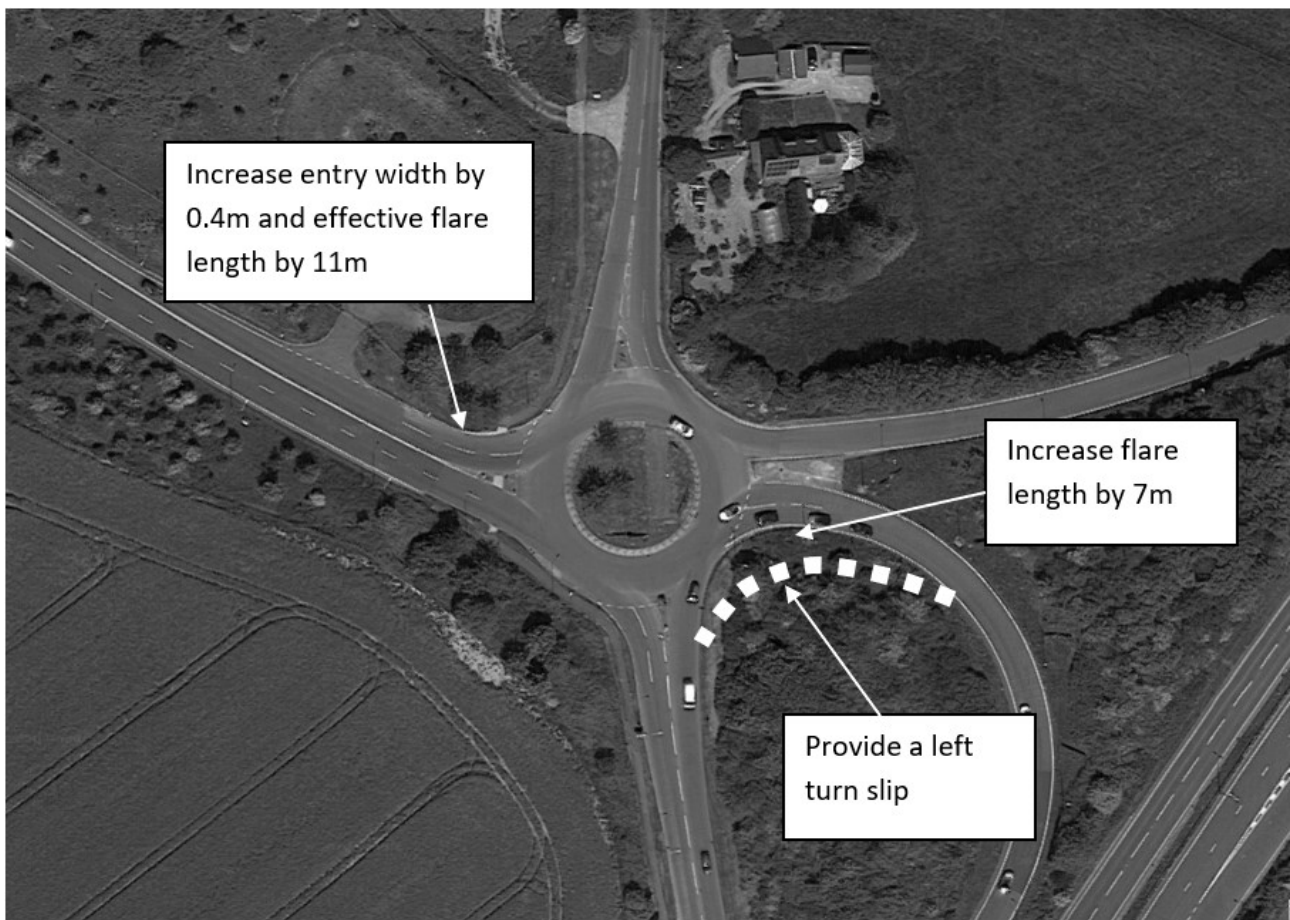 Increase entry width by
0.4m and effective flare
length by 11m
Increase flare
length by 7m
Provide a left
turn slip